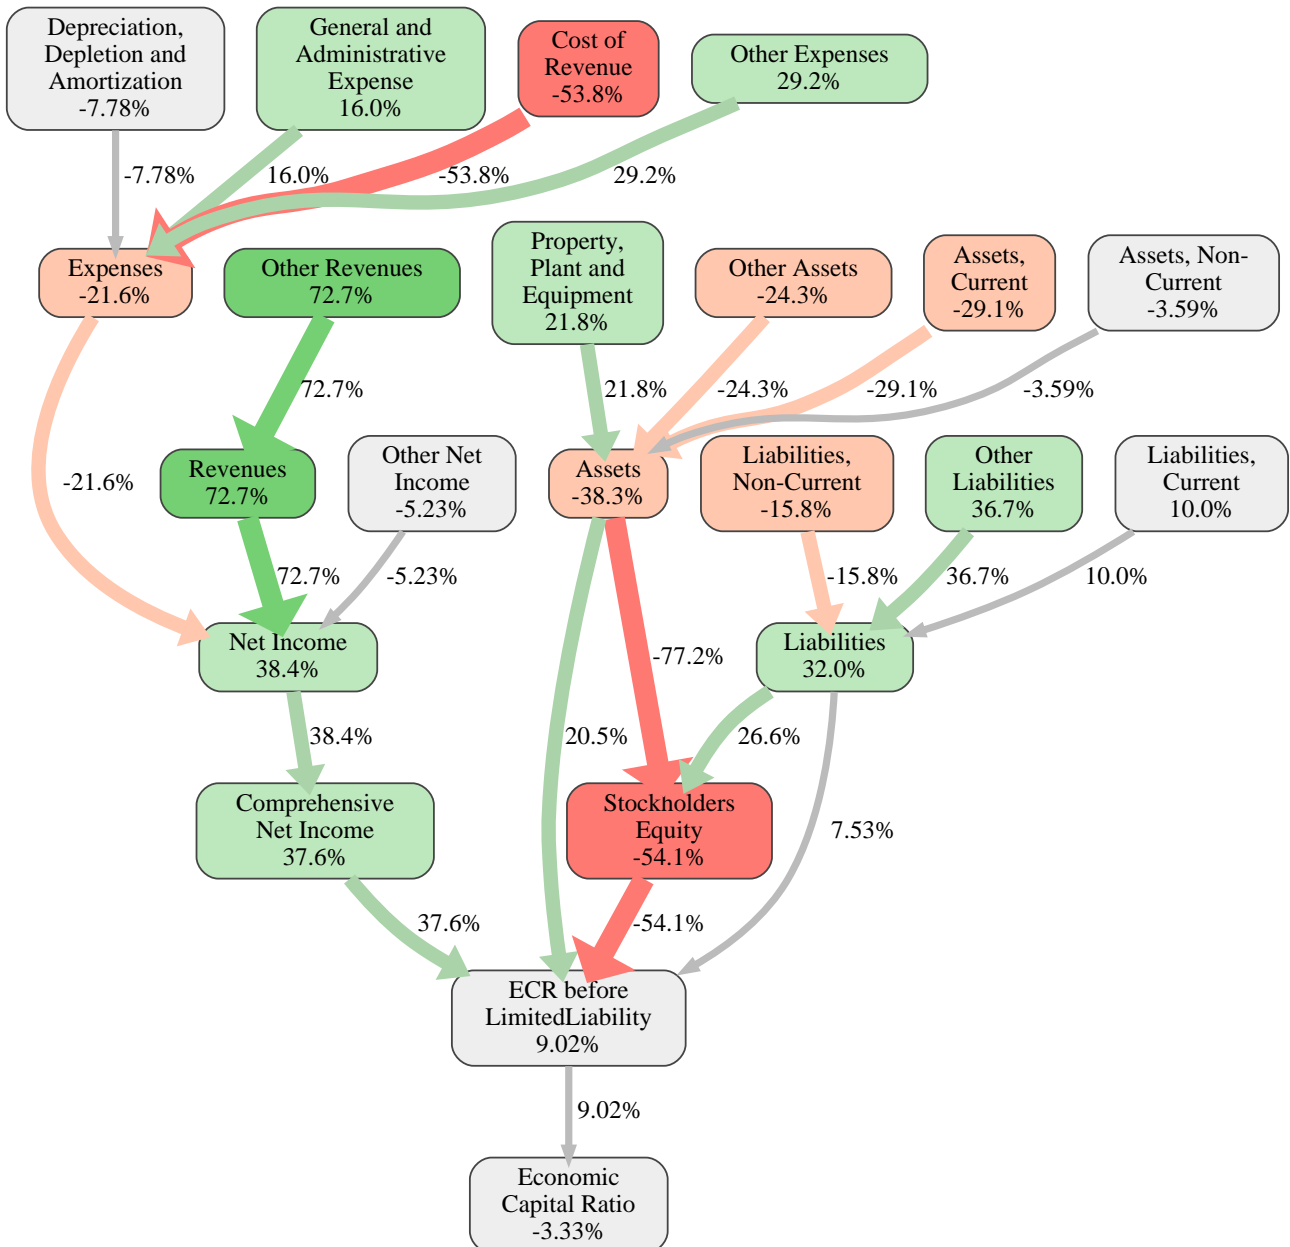 Depreciation,
Depletion and
Amortization
-7.78%
General and
Administrative
Expense
16.0%
Cost of
Revenue
-53.8%
Other Expenses
29.2%
-7.78%
16.0%
-53.8%
29.2%
Expenses
-21.6%
Other Revenues
72.7%
Property,
Plant and
Equipment
21.8%
Other Assets
-24.3%
Assets,
Current
-29.1%
Assets, Non-
Current
-3.59%
72.7%
21.8%
-24.3%
-29.1%
-3.59%
-21.6%
Revenues
72.7%
Other Net
Income
-5.23%
Assets
-38.3%
Liabilities,
Non-Current
-15.8%
Other
Liabilities
36.7%
Liabilities,
Current
10.0%
72.7%
-5.23%
-15.8%
36.7%
10.0%
Net Income
38.4%
-77.2%
Liabilities
32.0%
38.4%
20.5%
26.6%
Comprehensive
Net Income
37.6%
Stockholders
Equity
-54.1%
7.53%
37.6%
-54.1%
ECR before
LimitedLiability
9.02%
9.02%
Economic
Capital Ratio
-3.33%